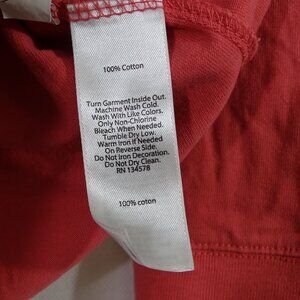 100% Cotton
Turn Garment Inside Out.
Machine Wash Cold.
Wash With Like Colors.
Only Non-Chlorine
Bleach When Needed.
Tumble Dry Low.
Warm Iron If Needed
On Reverse Side.
Do Not Iron Decoration.
Do Not Dry Clean.
RN 134578
100% cotton